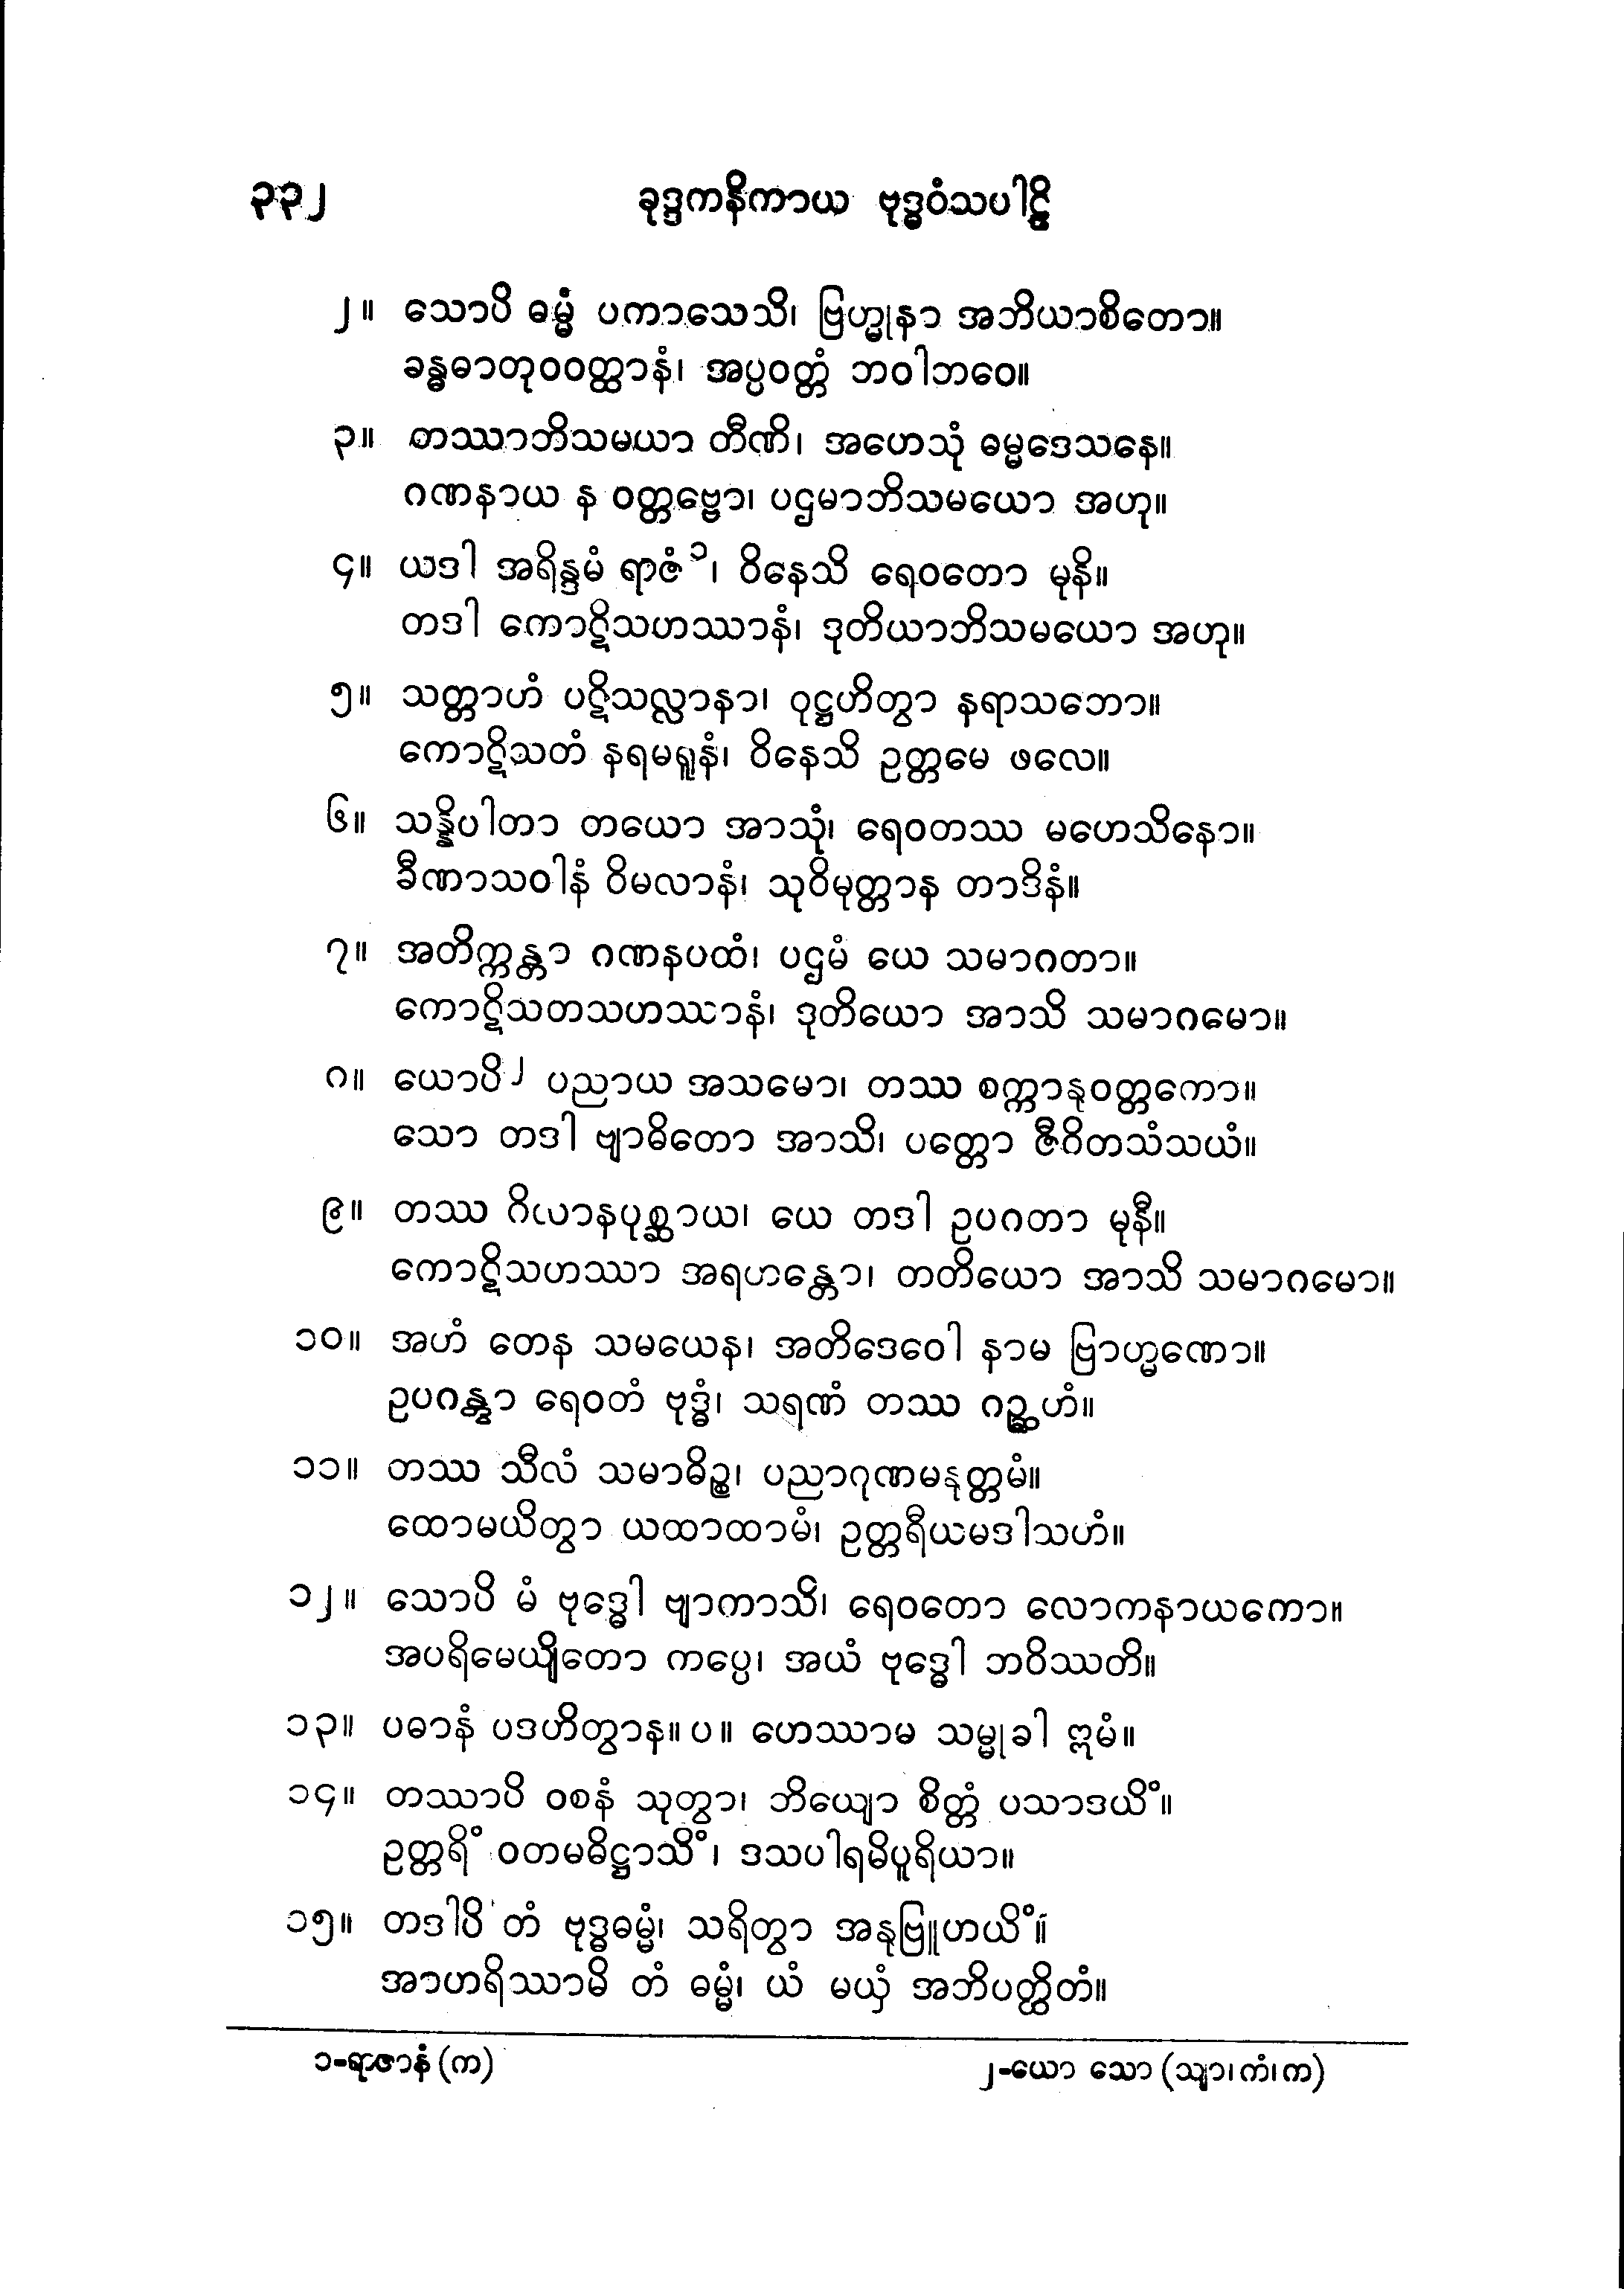 ၃၃၂ ခုဒ္ဒကနိကာယ ဗုဒ္ဓဝံသပါဠိ
၂။ သောပိ ဓမ္မံ ပကာသေသိ၊ ဗြဟ္မုနာ အဘိယာစိတော။
ခန္ဓဓာတုဝဝတ္ထာနံ၊ အပ္ပဝတ္တံ ဘဝါဘဝေ။
၃။ တဿာဘိသမယာ တီဏိ၊ အဟေသုံ ဓမ္မဒေသနေ။
ဂဏနာယ န ဝတ္တဗ္ဗော၊ ပဌမာဘိသမယော အဟု။
၄။ ယဒါ အရိန္ဒမံ ရာဇံ၁၊ ဝိနေသိ ရေဝတော မုနိ။
တဒါ ကောဋိသဟဿာနံ၊ ဒုတိယာဘိသမယော အဟု။
၅။ သတ္တာဟံ ပဋိသလ္လာနာ၊ ဝုဋ္ဌဟိတွာ နရာသဘော။
ကောဋိသတံ နရမရူနံ၊ ဝိနေသိ ဥတ္တမေ ဖလေ။
၆။ သန္နိပါတာ တယော အာသုံ၊ ရေဝတဿ မဟေသိနော။
ခီဏာသဝါနံ ဝိမလာနံ၊ သုဝိမုတ္တာန တာဒိနံ။
၇။ အတိက္ကန္တာ ဂဏနပထံ၊ ပဌမံ ယေ သမာဂတာ။
ကောဋိသတသဟဿာနံ၊ ဒုတိယော အာသိ သမာဂမော။
၈။ ယောပိ၂ ပညာယ အသမော၊ တဿ စက္ကာနုဝတ္တကော။
သော တဒါ ဗျာဓိတော အာသိ၊ ပတ္တော ဇီဝိတသံသယံ။
၉။ တဿ ဂိလာနပုစ္ဆာယ၊ ယေ တဒါ ဥပဂတာ မုနီ။
ကောဋိသဟဿာ အရဟန္တော၊ တတိယော အာသိ သမာဂမော။
၁၀။ အဟံ တေန သမယေန၊ အတိဒေဝေါ နာမ ဗြာဟ္မဏော။
ဥပဂန္တွာ ရေဝတံ ဗုဒ္ဓံ၊ သရဏံ တဿ ဂဉ္ဆဟံ။
၁၁။ တဿ သီလံ သမာဓိဉ္စ၊ ပညာဂုဏမနုတ္တမံ။
ထောမယိတွာ ယထာထာမံ၊ ဥတ္တရီယမဒါသဟံ။
၁၂။ သောပိ မံ ဗုဒ္ဓေါ ဗျာကာသိ၊ ရေဝတော လောကနာယကော။
အပရိမေယျိတော ကပ္ပေ၊ အယံ ဗုဒ္ဓေါ ဘဝိဿတိ။
၁၃။ ပဓာနံ ပဒဟိတွာန။ ပ။ ဟေဿာမ သမ္မုခါ ဣမံ။
၁၄။ တဿာပိ ဝစနံ သုတွာ၊ ဘိယျော စိတ္တံ ပသာဒယိံ။
ဥတ္တရိံ ဝတမဓိဋ္ဌာသိံ၊ ဒသပါရမိပူရိယာ။
၁၅။ တဒါပိ တံ ဗုဒ္ဓဓမ္မံ၊ သရိတွာ အနုဗြူဟယိံ။
အာဟရိဿာမိ တံ ဓမ္မံ၊ ယံ မယှံ အဘိပတ္ထိတံ။
၁-ရာဇာနံ (က) ၂-ယော သော (သျာ၊ ကံ၊ က)